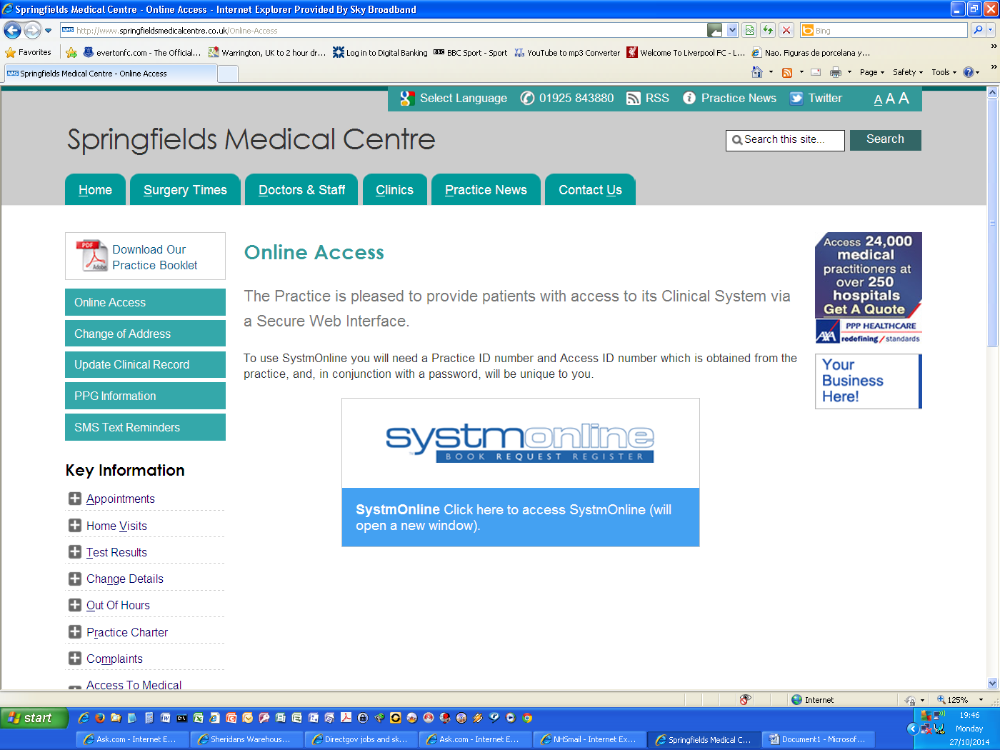 Springfields Medical Centre - Online Access - Internet Explorer Provided By Sky Broadband
http://www.springfieldsmedicalcentre.co.uk/Online-Access
Bing
Favorites
evertonfc.com - The Official...
Warrington, UK to 2 hour dr...
Log in to Digital Banking
BBC BBC Sport - Sport
YT mp3 YouTube to mp3 Converter
Welcome To Liverpool FC - L...
Nao. Figuras de porcelana y...
NHS Springfields Medical Centre - Online Access
Page Safety Tools
Select Language 01925 843880 RSS Practice News Twitter A A A
Springfields Medical Centre
Search this site... Search
Home Surgery Times Doctors & Staff Clinics Practice News Contact Us
PDF Adobe
Download Our
Practice Booklet
Online Access
Change of Address
Update Clinical Record
PPG Information
SMS Text Reminders
Key Information
Appointments
Home Visits
Test Results
Change Details
Out Of Hours
Practice Charter
Complaints
Access To Medical
Online Access
The Practice is pleased to provide patients with access to its Clinical System via
a Secure Web Interface.
To use SystmOnline you will need a Practice ID number and Access ID number which is obtained from the
practice, and, in conjunction with a password, will be unique to you.
systmonline
BOOK REQUEST REGISTER
SystmOnline Click here to access SystmOnline (will
open a new window).
Access 24,000
medical
practitioners at
over 250
hospitals
Get A Quote
AXA PPP HEALTHCARE
redefining / standards
Your
Business
Here!
Internet
125%
start
19:46
Monday
27/10/2014
Ask.com - Internet E...
Sheridans Warehous...
Directgov jobs and sk...
Ask.com - Internet E...
NHSmail - Internet Ex...
Springfields Medical C...
Document1 - Microsof...